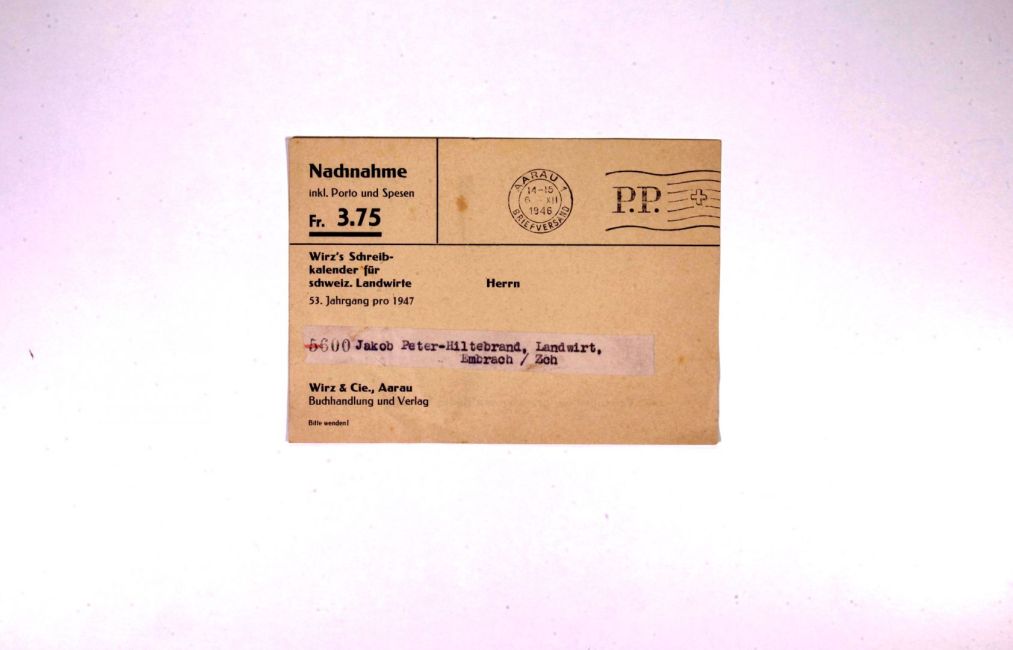 Nachnahme
inkl. Porto und Spesen
Fr. 3.75
AARAU 1
14-15
6. XII
1946
BRIEFVERSAND
P.P.
Wirz's Schreib-
kalender für
schweiz. Landwirte
53. Jahrgang pro 1947
Herrn
5600 Jakob Peter-Hiltebrand, Landwirt,
Embrach / Zch
Wirz & Cie., Aarau
Buchhandlung und Verlag
Bitte wenden!